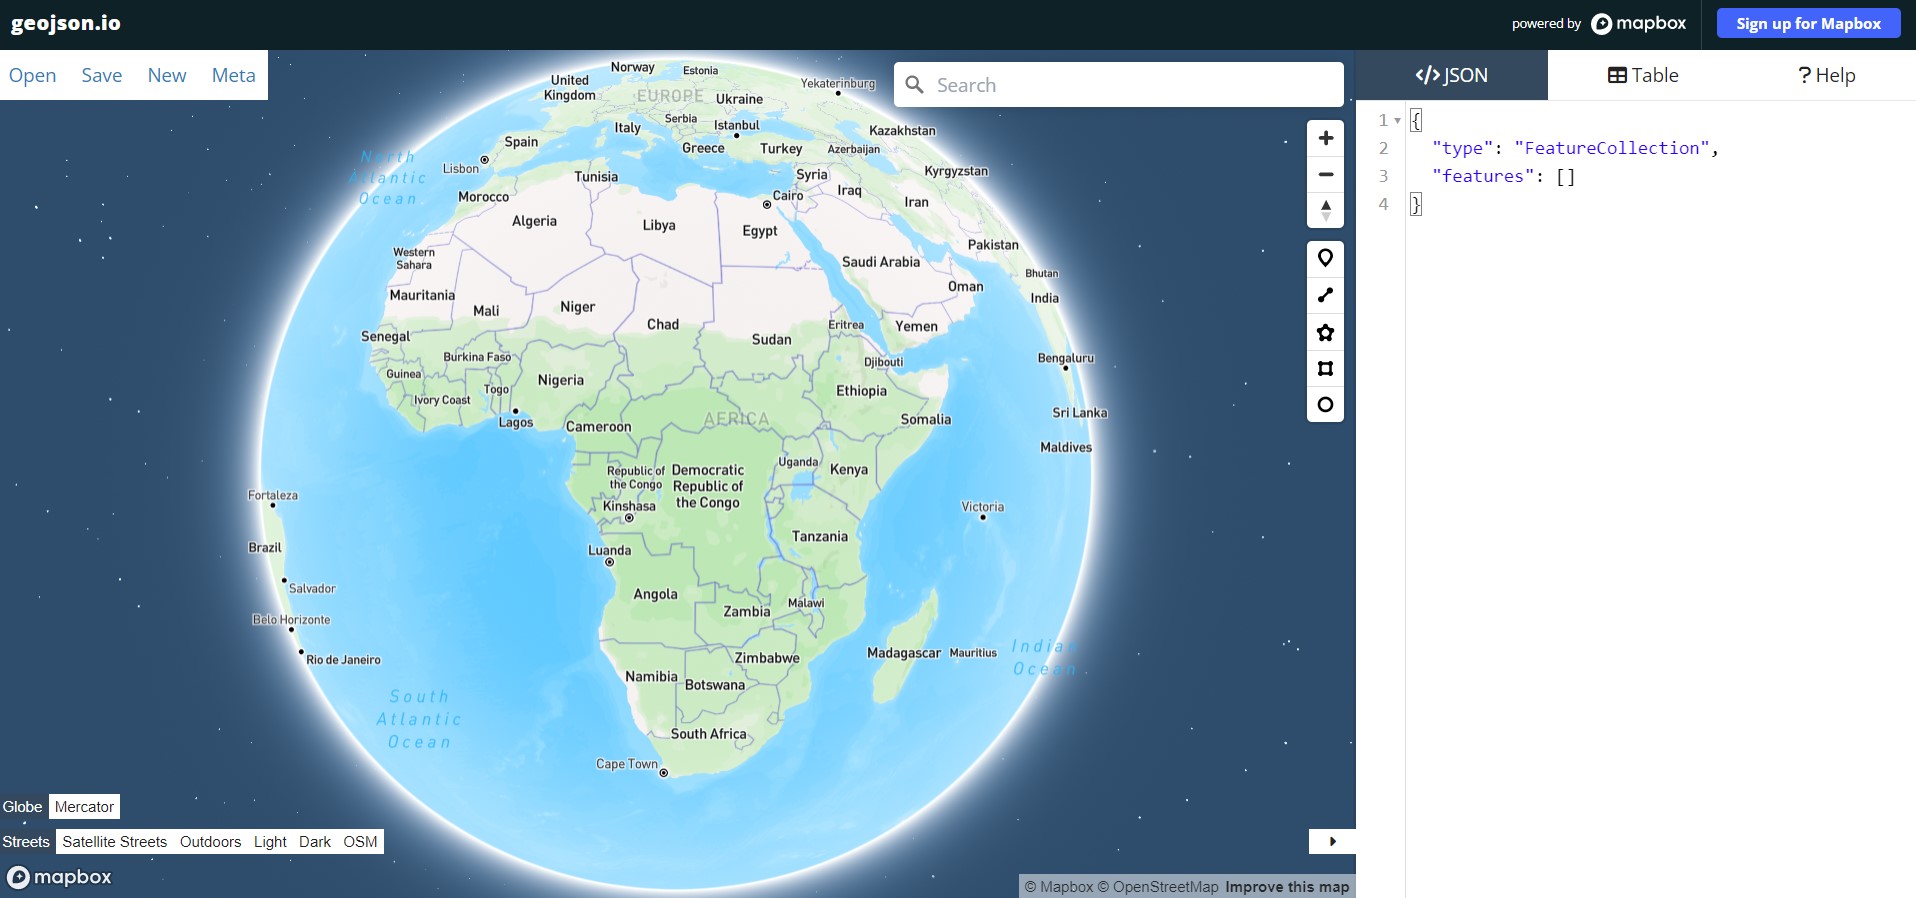 geojson.io
powered by mapbox
Sign up for Mapbox
Open Save New Meta
Search
JSON
Table
? Help
1 {
2 "type": "FeatureCollection",
3 "features": []
4 }
Norway
Estonia
United
Kingdom
EUROPE
Ukraine
Yekaterinburg
Serbia
Italy
Istanbul
Kazakhstan
Spain
Greece
Turkey
Azerbaijan
North
Atlantic
Ocean
Lisbon
Tunisia
Syria
Kyrgyzstan
Morocco
Cairo
Iraq
Iran
Algeria
Libya
Egypt
Pakistan
Western
Sahara
Saudi Arabia
Bhutan
Mauritania
Oman
India
Mali
Niger
Chad
Eritrea
Yemen
Senegal
Sudan
Burkina Faso
Djibouti
Bengaluru
Guinea
Togo
Nigeria
Ethiopia
Ivory Coast
Lagos
Cameroon
AFRICA
Somalia
Sri Lanka
Maldives
Republic of
the Congo
Democratic
Republic of
the Congo
Uganda
Kenya
Fortaleza
Kinshasa
Victoria
Brazil
Luanda
Tanzania
Salvador
Angola
Zambia
Malawi
Belo Horizonte
Rio de Janeiro
Zimbabwe
Madagascar
Mauritius
Indian
Ocean
Namibia
Botswana
South
Atlantic
Ocean
South Africa
Cape Town
Globe Mercator
Streets Satellite Streets Outdoors Light Dark OSM
mapbox
© Mapbox © OpenStreetMap Improve this map